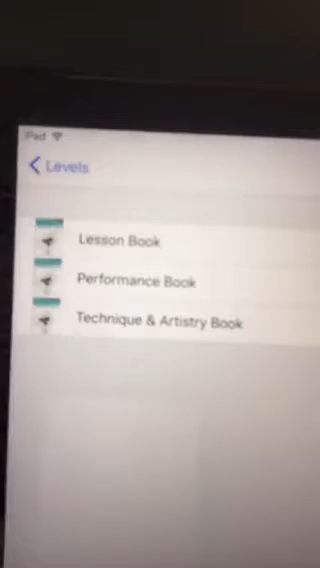 iPad
Levels
Lesson Book
Performance Book
Technique & Artistry Book